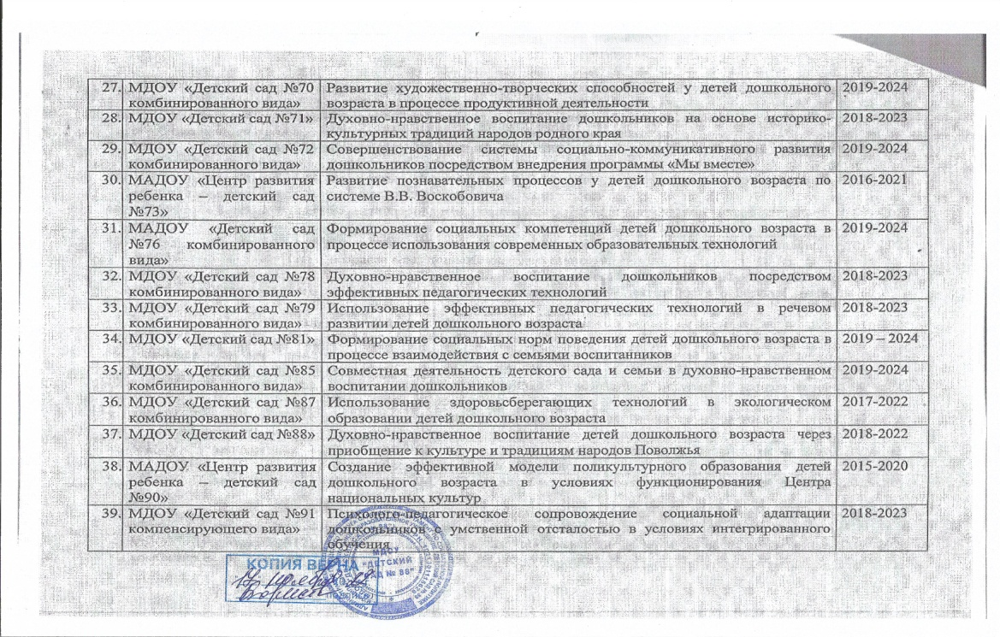 27. МДОУ «Детский сад №70 Развитие художественно-творческих способностей у детей дошкольного 2019-2024
комбинированного вида» возраста в процессе продуктивной деятельности
28. МДОУ «Детский сад №71» Духовно-нравственное воспитание дошкольников на основе историко- 2018-2023
культурных традиций народов родного края
29. МДОУ «Детский сад №72 Совершенствование системы социально-коммуникативного развития 2019-2024
комбинированного вида» дошкольников посредством внедрения программы «Мы вместе»
30. МАДОУ «Центр развития Развитие познавательных процессов у детей дошкольного возраста по 2016-2021
ребенка – детский сад системе В.В. Воскобовича
№73»
31. МАДОУ «Детский сад Формирование социальных компетенций детей дошкольного возраста в 2019-2024
№76 комбинированного процессе использования современных образовательных технологий
вида»
32. МДОУ «Детский сад №78 Духовно-нравственное воспитание дошкольников посредством 2018-2023
комбинированного вида» эффективных педагогических технологий
33. МДОУ «Детский сад №79 Использование эффективных педагогических технологий в речевом 2018-2023
комбинированного вида» развитии детей дошкольного возраста
34. МДОУ «Детский сад №81» Формирование социальных норм поведения детей дошкольного возраста в 2019 – 2024
процессе взаимодействия с семьями воспитанников
35. МДОУ «Детский сад №85 Совместная деятельность детского сада и семьи в духовно-нравственном 2019-2024
комбинированного вида» воспитании дошкольников
36. МДОУ «Детский сад №87 Использование здоровьсберегающих технологий в экологическом 2017-2022
комбинированного вида» образовании детей дошкольного возраста
37. МДОУ «Детский сад №88» Духовно-нравственное воспитание детей дошкольного возраста через 2018-2022
приобщение к культуре и традициям народов Поволжья
38. МАДОУ «Центр развития Создание эффективной модели поликультурного образования детей 2015-2020
ребенка – детский сад дошкольного возраста в условиях функционирования Центра
№90» национальных культур
39. МДОУ «Детский сад №91 Психолого-педагогическое сопровождение социальной адаптации 2018-2023
компенсирующего вида» дошкольников с умственной отсталостью в условиях интегрированного
обучения
МДОУ
"ДЕТСКИЙ
САД № 88"
КОПИЯ ВЕРНА